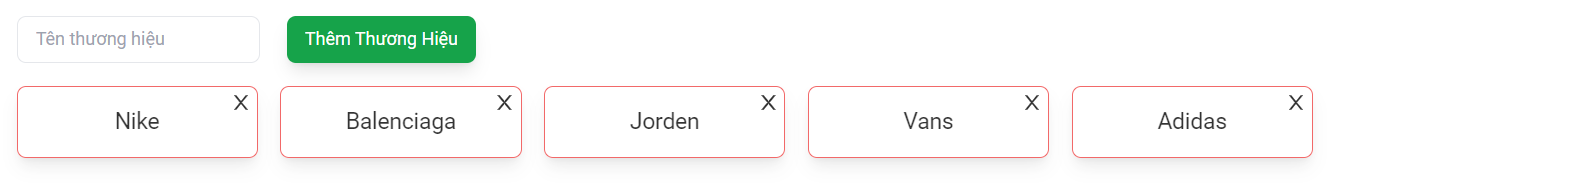 Tên thương hiệu
Thêm Thương Hiệu
X X X X X
Nike Balenciaga Jorden Vans Adidas